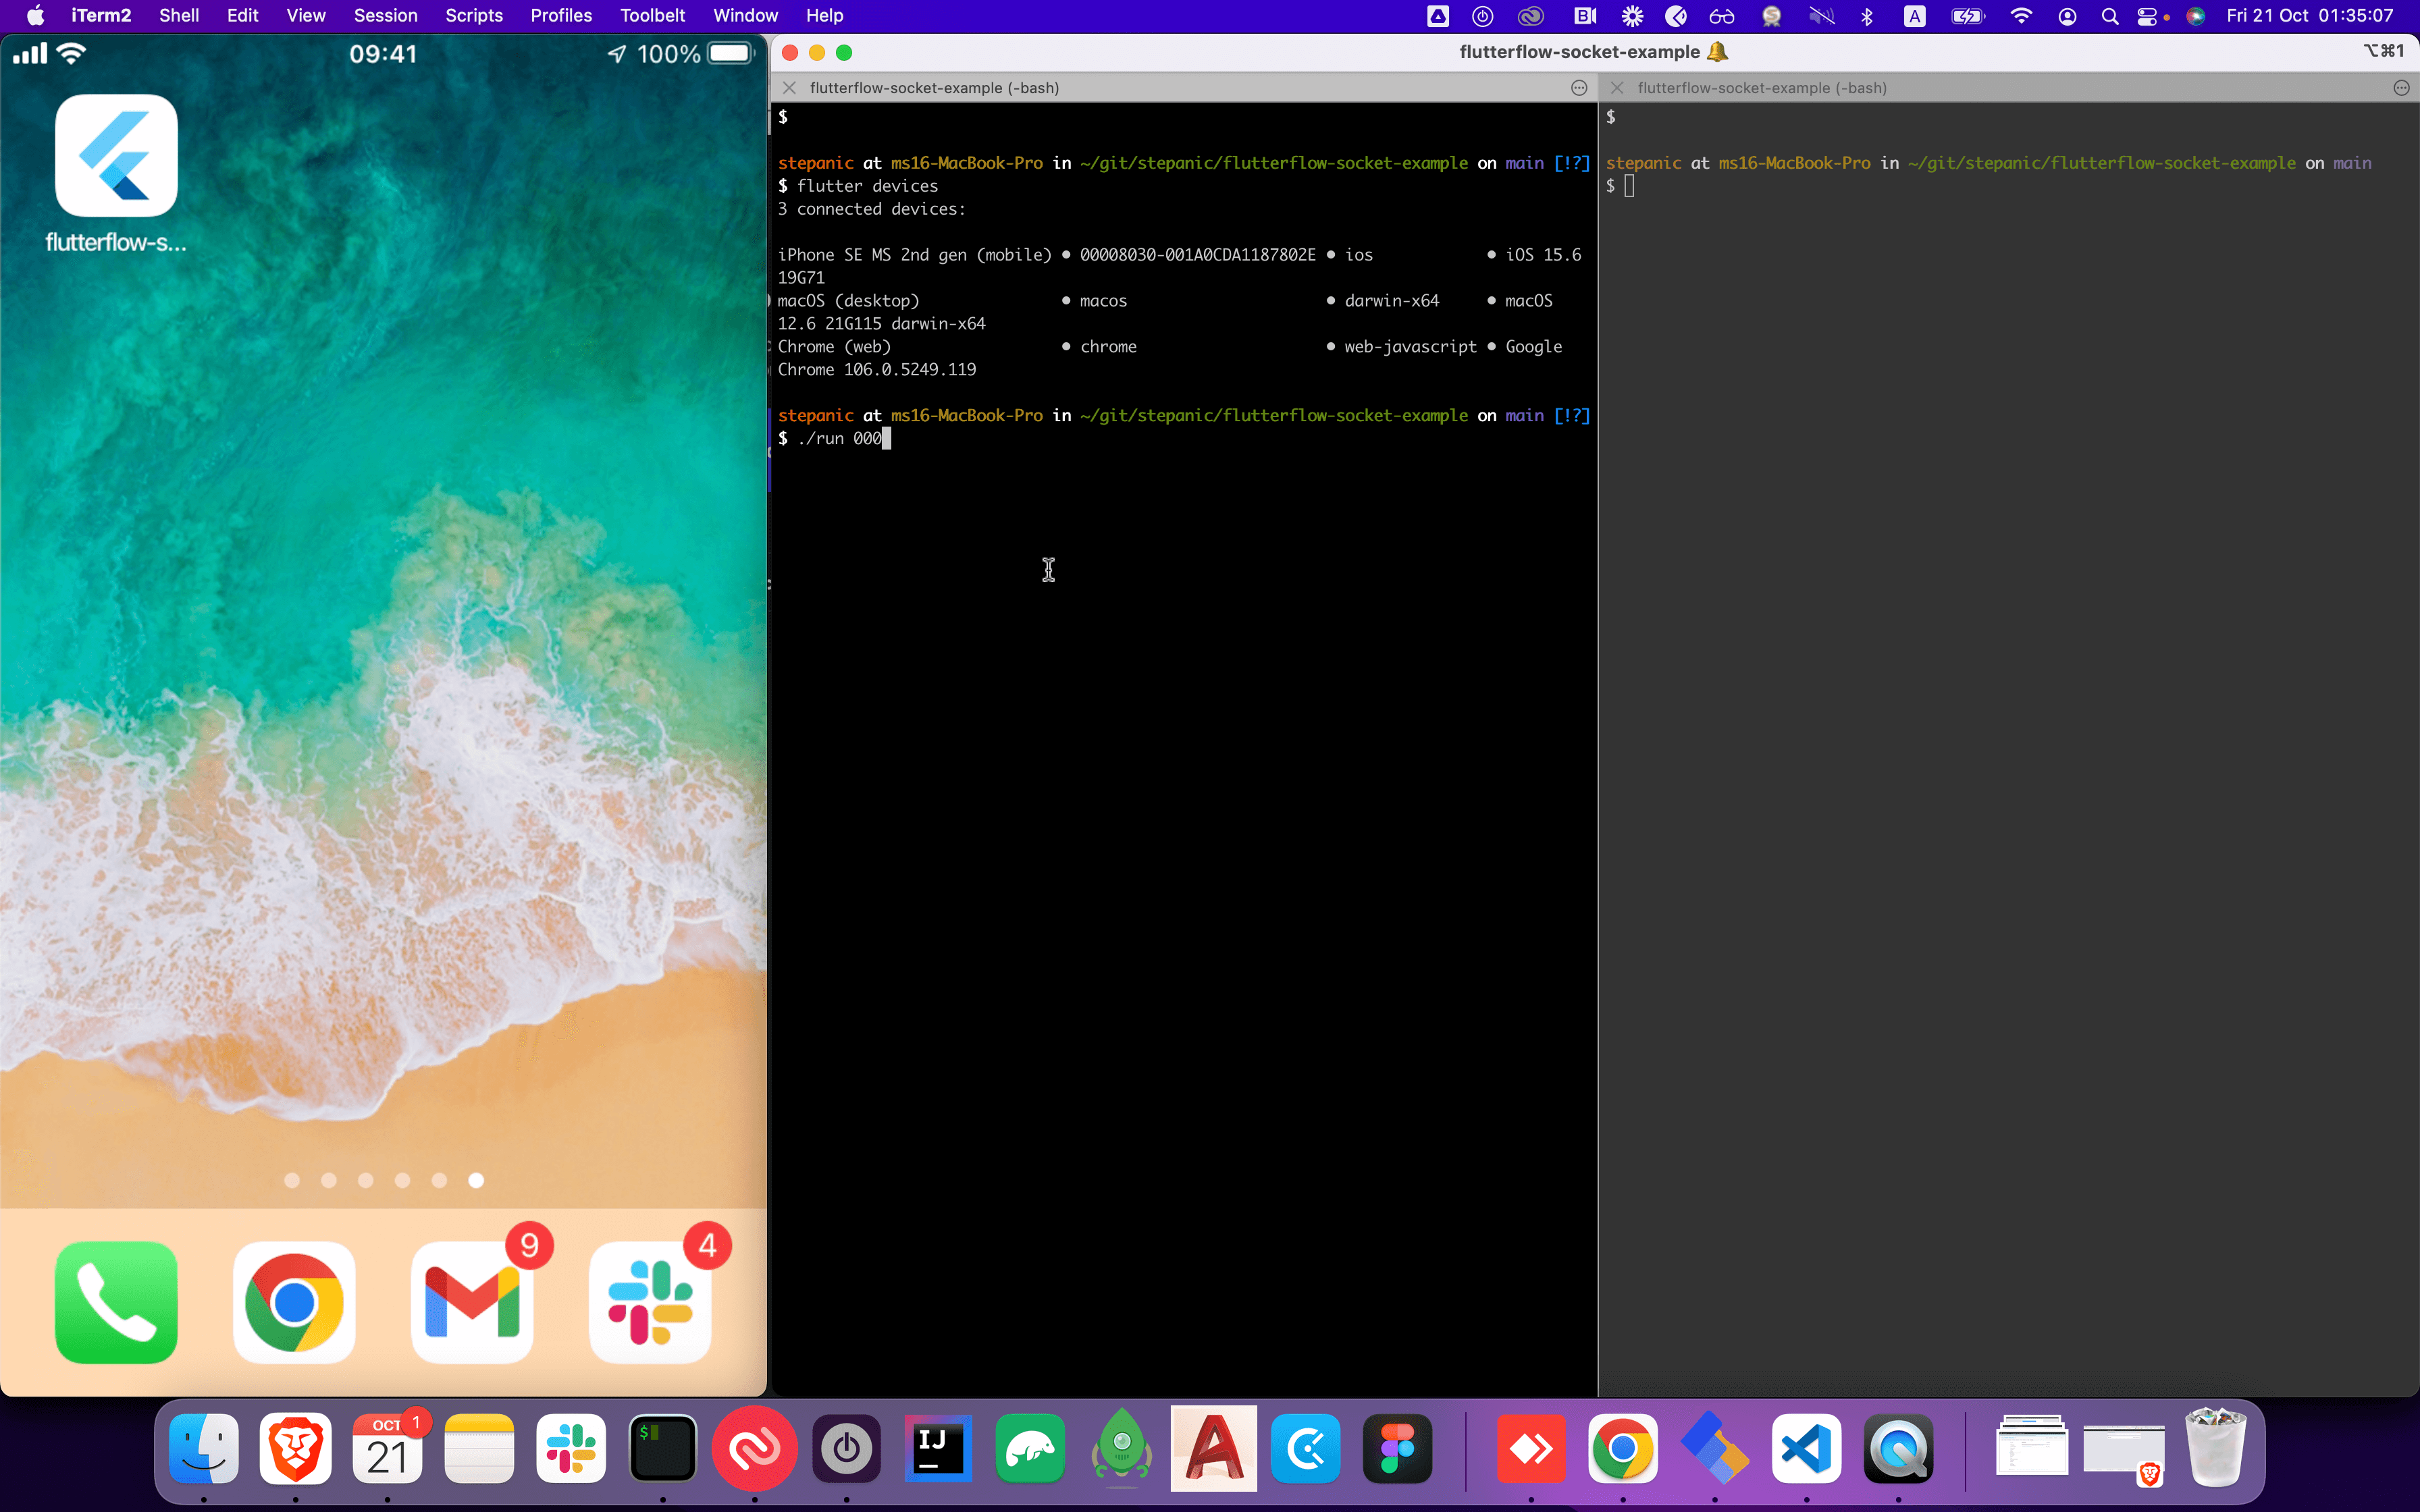 iTerm2 Shell Edit View Session Scripts Profiles Toolbelt Window Help
A Fri 21 Oct 01:35:07
09:41 100%
flutterflow-s...
9
4
flutterflow-socket-example 🔔 ⌥⌘1
flutterflow-socket-example (-bash)
$
stepanic at ms16-MacBook-Pro in ~/git/stepanic/flutterflow-socket-example on main [!?]
$ flutter devices
3 connected devices:
iPhone SE MS 2nd gen (mobile) • 00008030-001A0CDA1187802E • ios • iOS 15.6
19G71
macOS (desktop) • macos • darwin-x64 • macOS
12.6 21G115 darwin-x64
Chrome (web) • chrome • web-javascript • Google
Chrome 106.0.5249.119
stepanic at ms16-MacBook-Pro in ~/git/stepanic/flutterflow-socket-example on main [!?]
$ ./run 000
flutterflow-socket-example (-bash)
$
stepanic at ms16-MacBook-Pro in ~/git/stepanic/flutterflow-socket-example on main
$
OCT 1
21
$
IJ